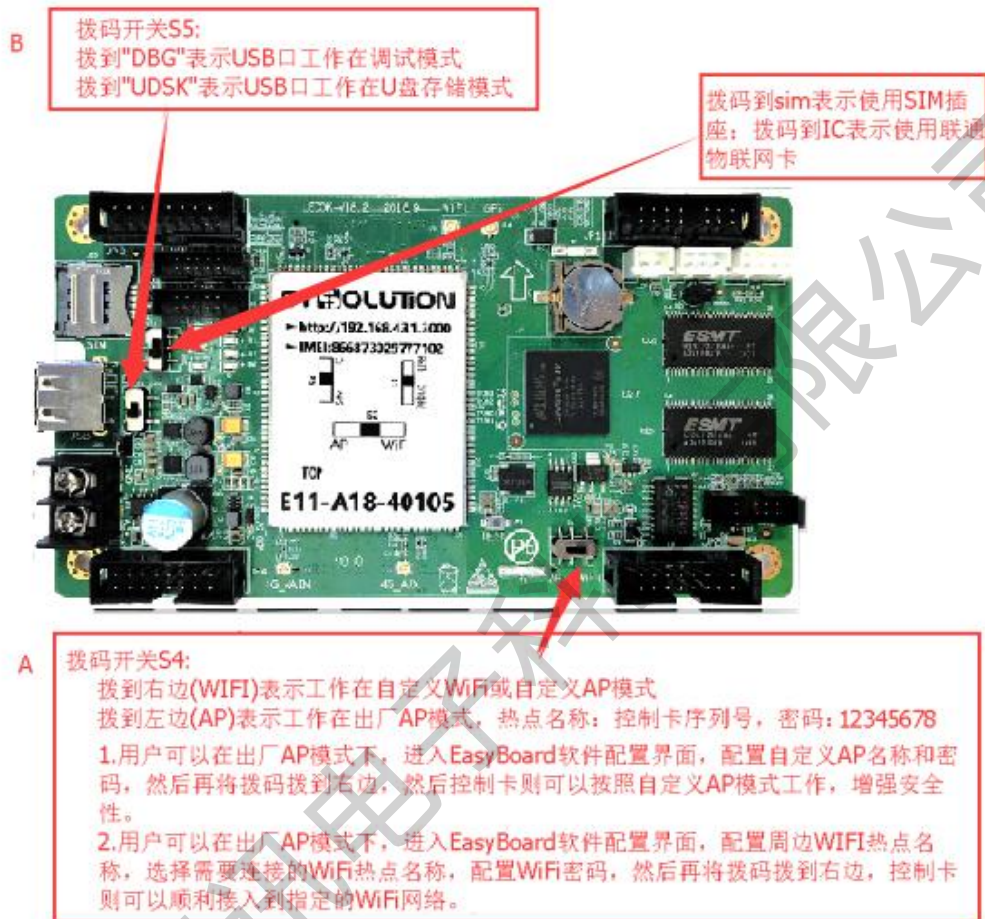 B
拨码开关S5:
拨到"DBG"表示USB口工作在调试模式
拨到"UDSK"表示USB口工作在U盘存储模式
拨码到sim表示使用SIM插
座；拨码到IC表示使用联通
物联网卡
OLUTION
IMEI:866873025777102
AP WiF
TOP
E11-A18-40105
ESMT
ESMT
A
拨码开关S4:
拨到右边(WIFI)表示工作在自定义WiFi或自定义AP模式
拨到左边(AP)表示工作在出厂AP模式，热点名称：控制卡序列号，密码：12345678
1.用户可以在出厂AP模式下，进入EasyBoard软件配置界面，配置自定义AP名称和密
码，然后再将拨码拨到右边，然后控制卡则可以按照自定义AP模式工作，增强安全
性。
2.用户可以在出厂AP模式下，进入EasyBoard软件配置界面，配置周边WIFI热点名
称，选择需要连接的WiFi热点名称，配置WiFi密码，然后再将拨码拨到右边，控制卡
则可以顺利接入到指定的WiFi网络。
讯电子科 有限公司